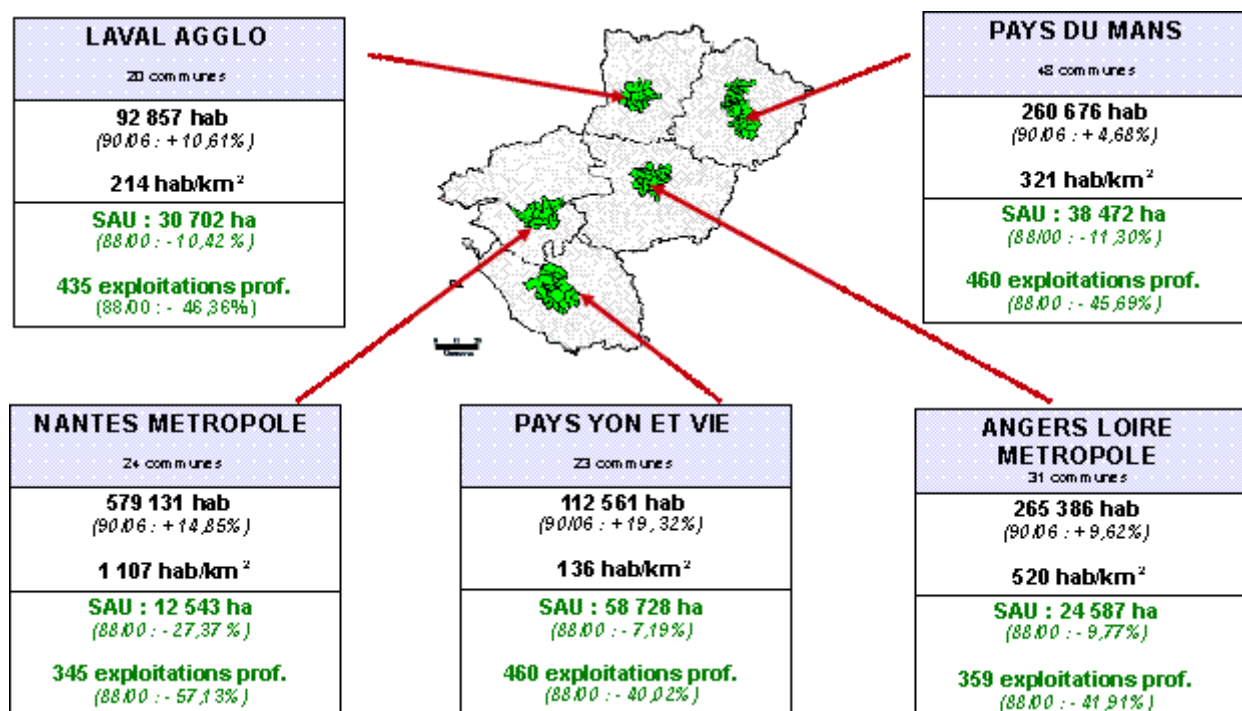 LAVAL AGGLO
20 communes
92 857 hab
(90/06 : +10,61%)
214 hab/km²
SAU : 30 702 ha
(88/00 : -10,42 %)
435 exploitations prof.
(88/00 : - 46,36%)
PAYS DU MANS
48 communes
260 676 hab
(90/06 : +4,68%)
321 hab/km²
SAU : 38 472 ha
(88/00 : -11,30%)
460 exploitations prof.
(88/00 : - 45,69%)
NANTES METROPOLE
24 communes
579 131 hab
(90/06 : +14,85%)
1 107 hab/km²
SAU : 12 543 ha
(88/00 : -27,37 %)
345 exploitations prof.
(88/00 : - 57,13%)
PAYS YON ET VIE
23 communes
112 561 hab
(90/06 : +19,32%)
136 hab/km²
SAU : 58 728 ha
(88/00 : - 7,19%)
460 exploitations prof.
(88/00 : - 40,02%)
ANGERS LOIRE
METROPOLE
31 communes
265 386 hab
(90/06 : +9,62%)
520 hab/km²
SAU : 24 587 ha
(88/00 : - 9,77%)
359 exploitations prof.
(88/00 : - 41,91%)